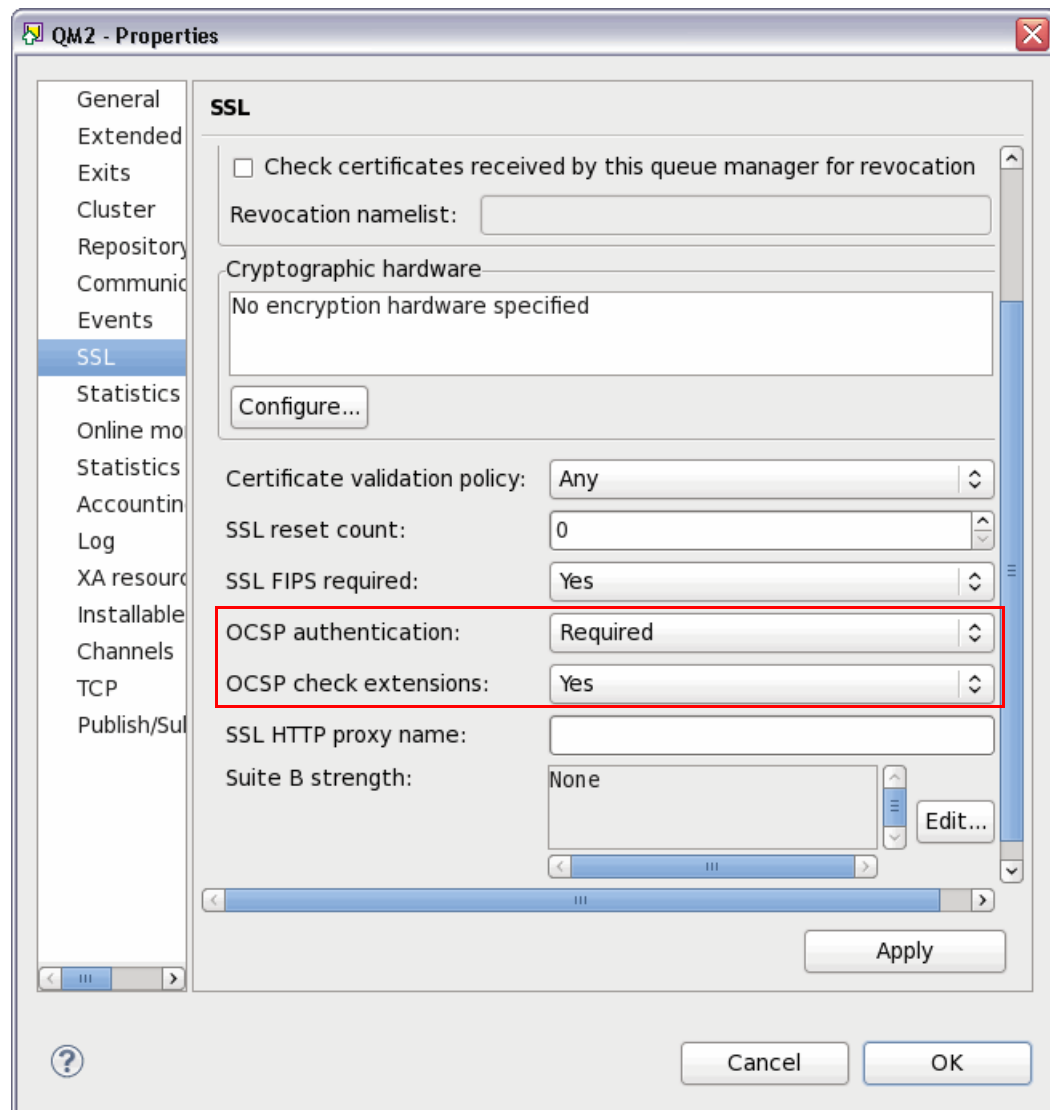 QM2 - Properties
General
Extended
Exits
Cluster
Repository
Communic
Events
SSL
Statistics
Online mo
Statistics
Accountin
Log
XA resourc
Installable
Channels
TCP
Publish/Sul
SSL
Check certificates received by this queue manager for revocation
Revocation namelist:
Cryptographic hardware
No encryption hardware specified
Configure...
Certificate validation policy: Any
SSL reset count: 0
SSL FIPS required: Yes
OCSP authentication: Required
OCSP check extensions: Yes
SSL HTTP proxy name:
Suite B strength: None
Edit...
Apply
Cancel OK